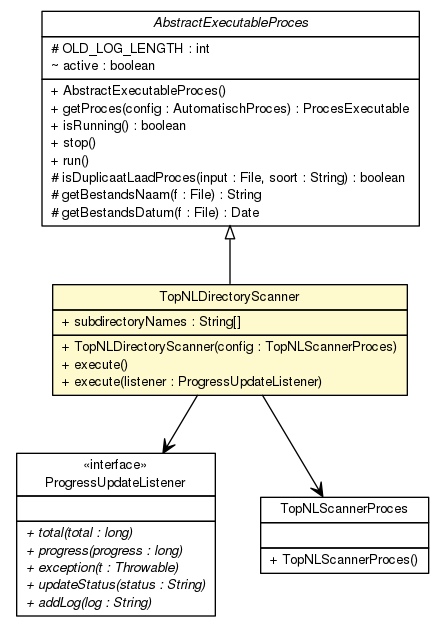 AbstractExecutableProces
# OLD_LOG_LENGTH : int
~ active : boolean
+ AbstractExecutableProces()
+ getProces(config : AutomatischProces) : ProcesExecutable
+ isRunning() : boolean
+ stop()
+ run()
# isDuplicaatLaadProces(input : File, soort : String) : boolean
# getBestandsNaam(f : File) : String
# getBestandsDatum(f : File) : Date
TopNLDirectoryScanner
+ subdirectoryNames : String[]
+ TopNLDirectoryScanner(config : TopNLScannerProces)
+ execute()
+ execute(listener : ProgressUpdateListener)
«interface»
ProgressUpdateListener
+ total(total : long)
+ progress(progress : long)
+ exception(t : Throwable)
+ updateStatus(status : String)
+ addLog(log : String)
TopNLScannerProces
+ TopNLScannerProces()